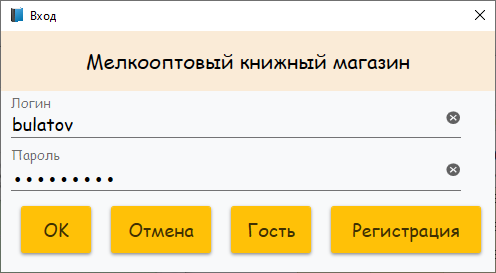 Вход
Мелкооптовый книжный магазин
Логин
bulatov
Пароль
•••••••••
OK Отмена Гость Регистрация